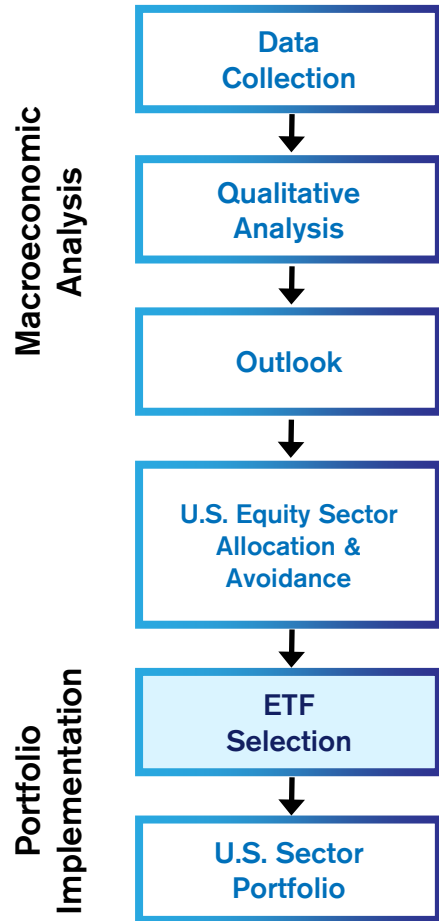 Macroeconomic
Analysis
Data
Collection
Qualitative
Analysis
Outlook
U.S. Equity Sector
Allocation &
Avoidance
Portfolio
Implementation
ETF
Selection
U.S. Sector
Portfolio